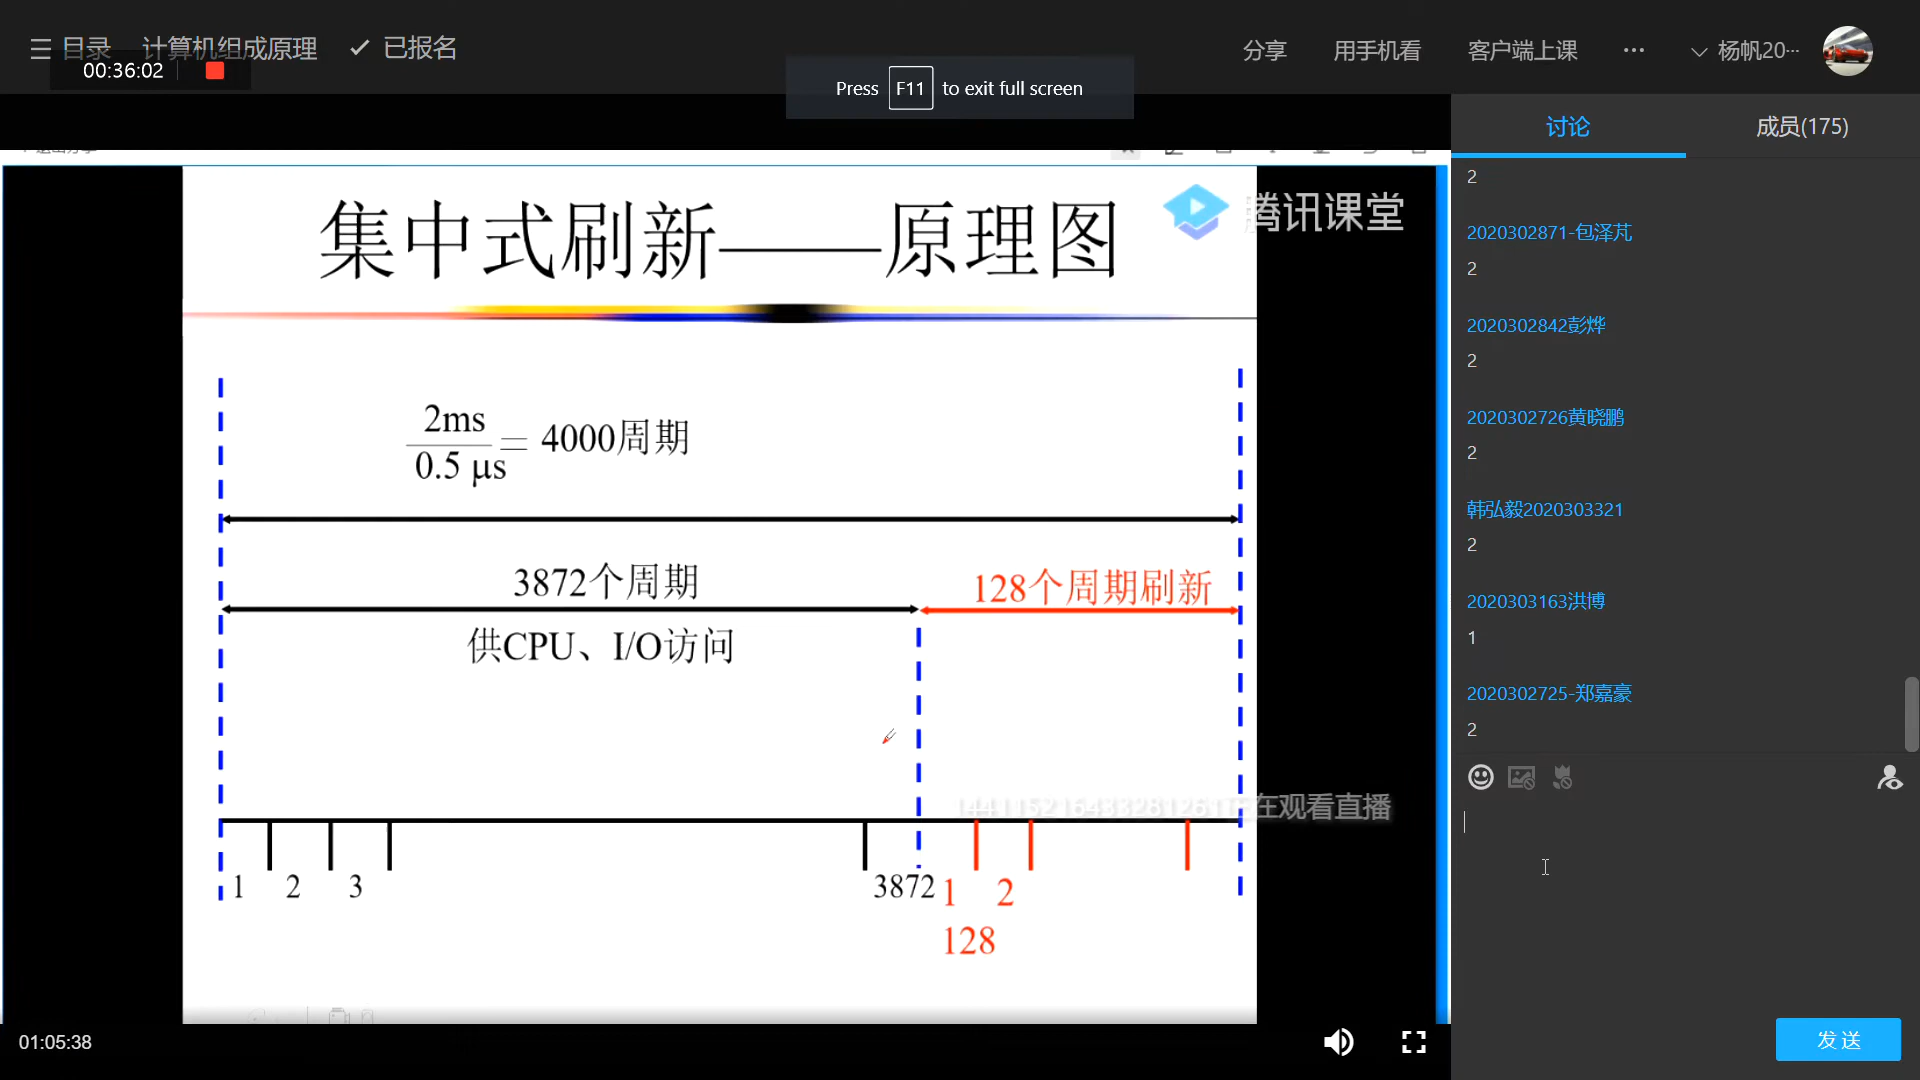 目录
计算机组成原理
已报名
00:36:02
Press F11 to exit full screen
分享
用手机看
客户端上课
杨帆20···
讨论
成员(175)
集中式刷新——原理图
腾讯课堂
2ms
0.5 μs
= 4000周期
3872个周期
128个周期刷新
供CPU、I/O访问
正在观看直播
1
2
3
3872
1
2
128
01:05:38
2
2020302871-包泽芃
2
2020302842彭烨
2
2020302726黄晓鹏
2
韩弘毅2020303321
2
2020303163洪博
1
2020302725-郑嘉豪
2
发送